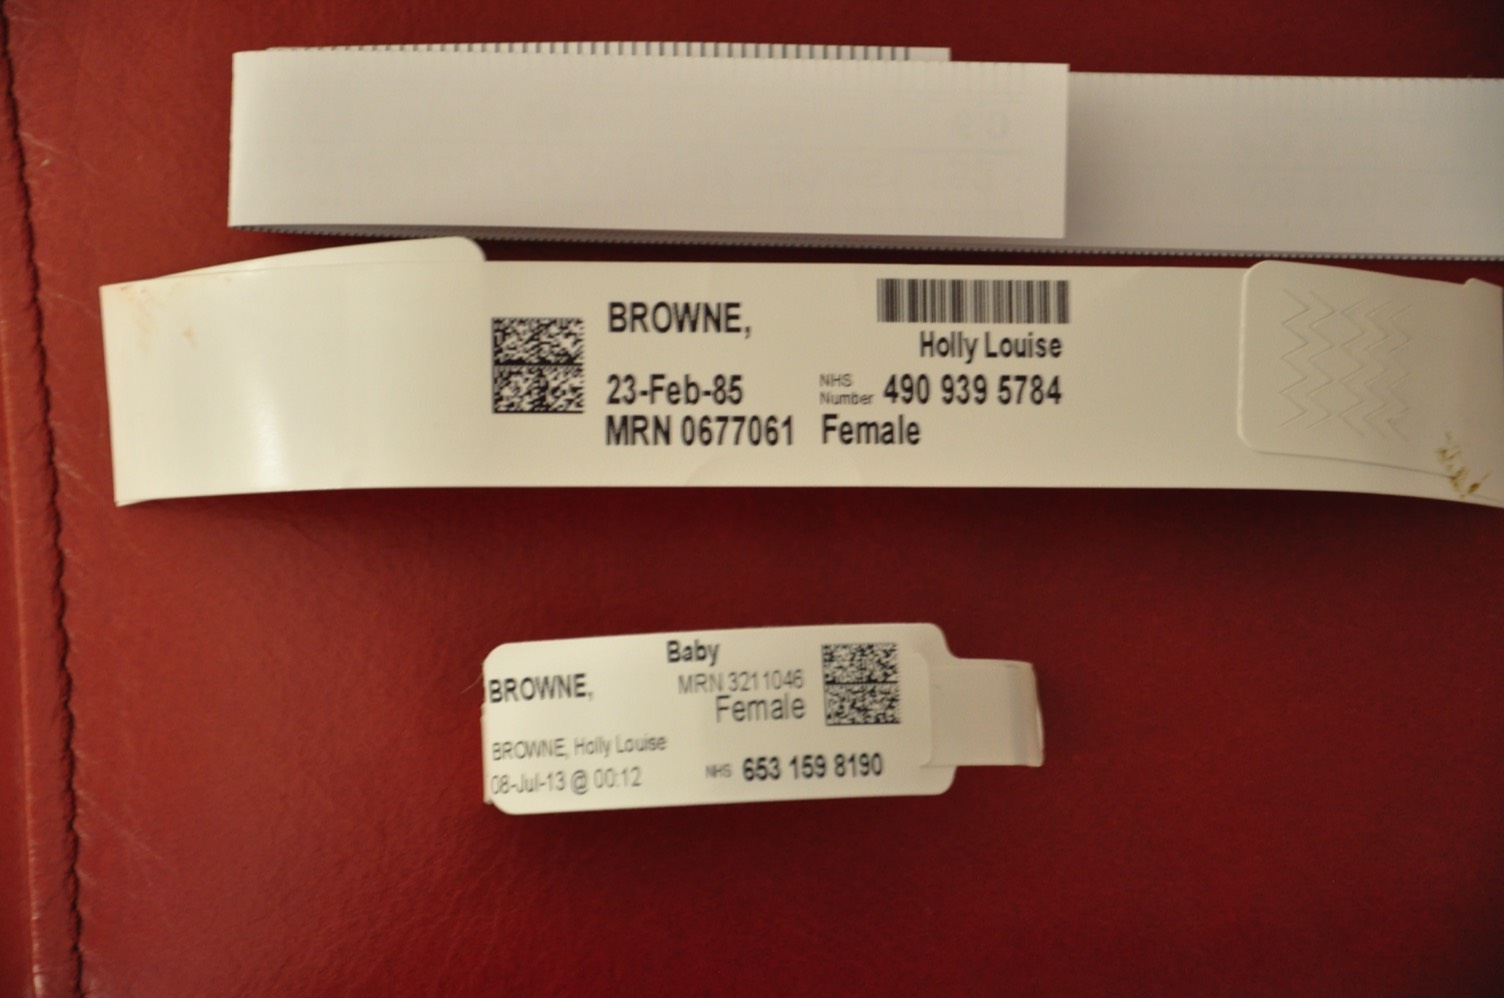 BROWNE,
Holly Louise
23-Feb-85
NHS Number 490 939 5784
MRN 0677061 Female
Baby
BROWNE,
MRN 3211046
Female
BROWNE, Holly Louise
08-Jul-13 @ 00:12
NHS 653 159 8190